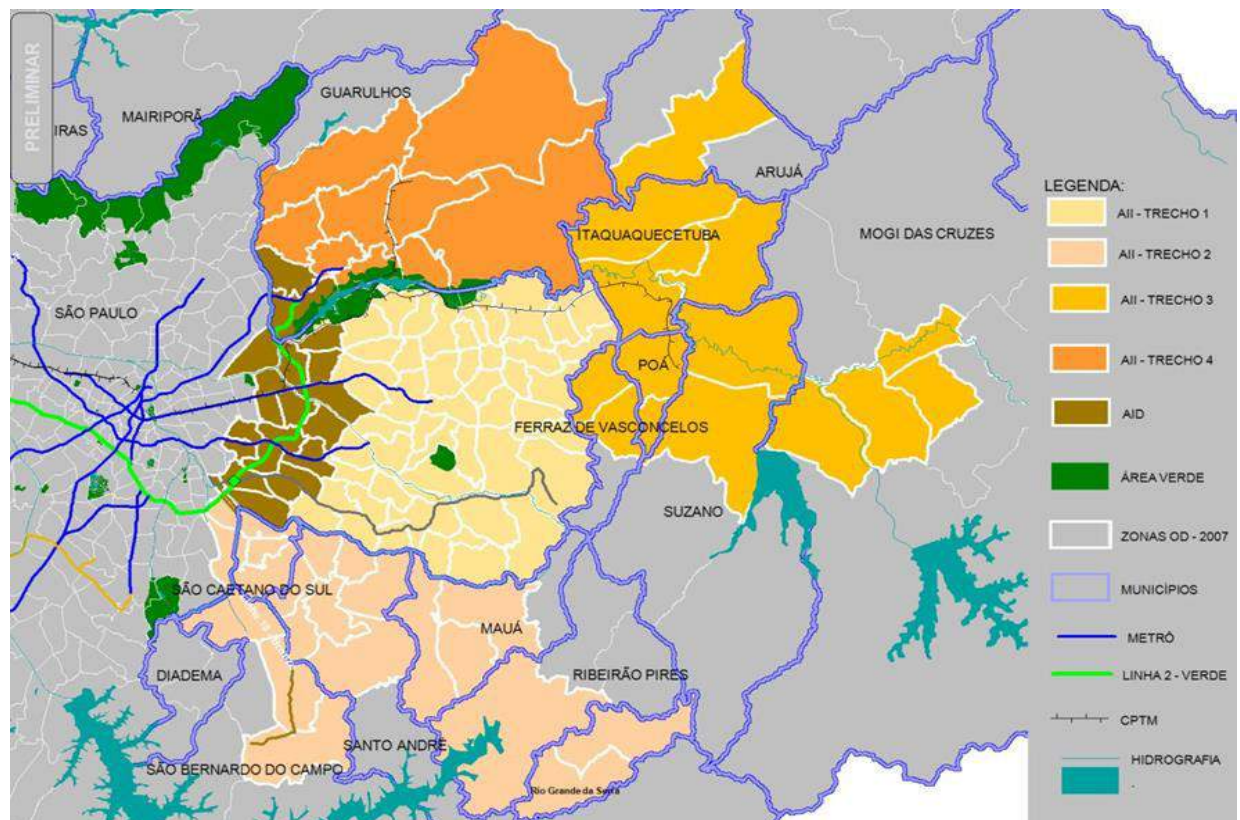 PRELIMINAR
IRAS
MAIRIPORÃ
GUARULHOS
ARUJÁ
ITAQUAQUECETUBA
MOGI DAS CRUZES
SÃO PAULO
POÁ
FERRAZ DE VASCONCELOS
SUZANO
SÃO CAETANO DO SUL
MAUÁ
DIADEMA
RIBEIRÃO PIRES
SANTO ANDRÉ
SÃO BERNARDO DO CAMPO
Rio Grande da Serra
LEGENDA:
AII - TRECHO 1
AII - TRECHO 2
AII - TRECHO 3
AII - TRECHO 4
AID
ÁREA VERDE
ZONAS OD - 2007
MUNICÍPIOS
METRÔ
LINHA 2 - VERDE
CPTM
HIDROGRAFIA
.